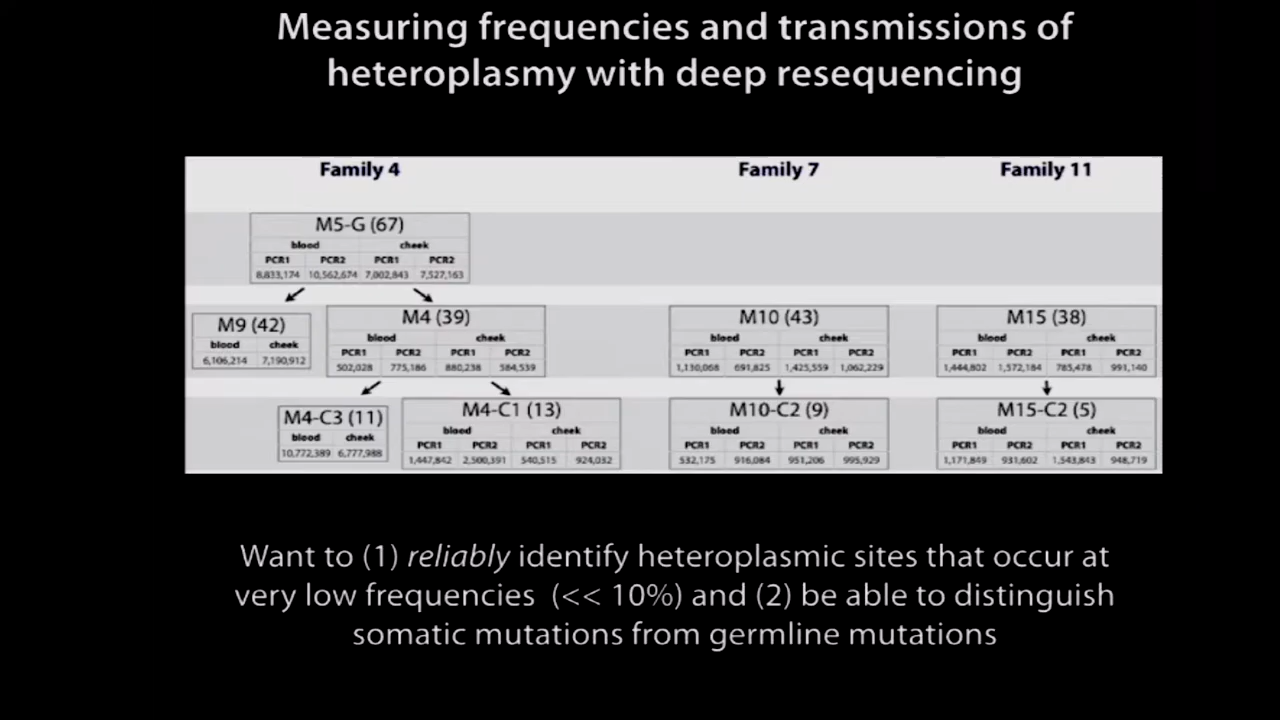 Measuring frequencies and transmissions of
heteroplasmy with deep resequencing
Family 4 Family 7 Family 11
M5-G (67)
blood cheek
PCR1 PCR2 PCR1 PCR2
8,833,174 10,562,674 7,002,843 7,527,163
M9 (42)
blood cheek
6,106,214 7,190,912
M4 (39)
blood cheek
PCR1 PCR2 PCR1 PCR2
502,028 775,186 880,238 584,539
M10 (43)
blood cheek
PCR1 PCR2 PCR1 PCR2
1,130,068 691,825 1,425,559 1,062,229
M15 (38)
blood cheek
PCR1 PCR2 PCR1 PCR2
1,444,802 1,572,184 785,478 991,140
M4-C3 (11)
blood cheek
10,772,389 6,777,988
M4-C1 (13)
blood cheek
PCR1 PCR2 PCR1 PCR2
1,447,842 2,500,391 540,515 924,032
M10-C2 (9)
blood cheek
PCR1 PCR2 PCR1 PCR2
532,175 916,084 951,206 995,929
M15-C2 (5)
blood cheek
PCR1 PCR2 PCR1 PCR2
1,171,849 931,602 1,543,843 948,719
Want to (1) reliably identify heteroplasmic sites that occur at
very low frequencies (<< 10%) and (2) be able to distinguish
somatic mutations from germline mutations